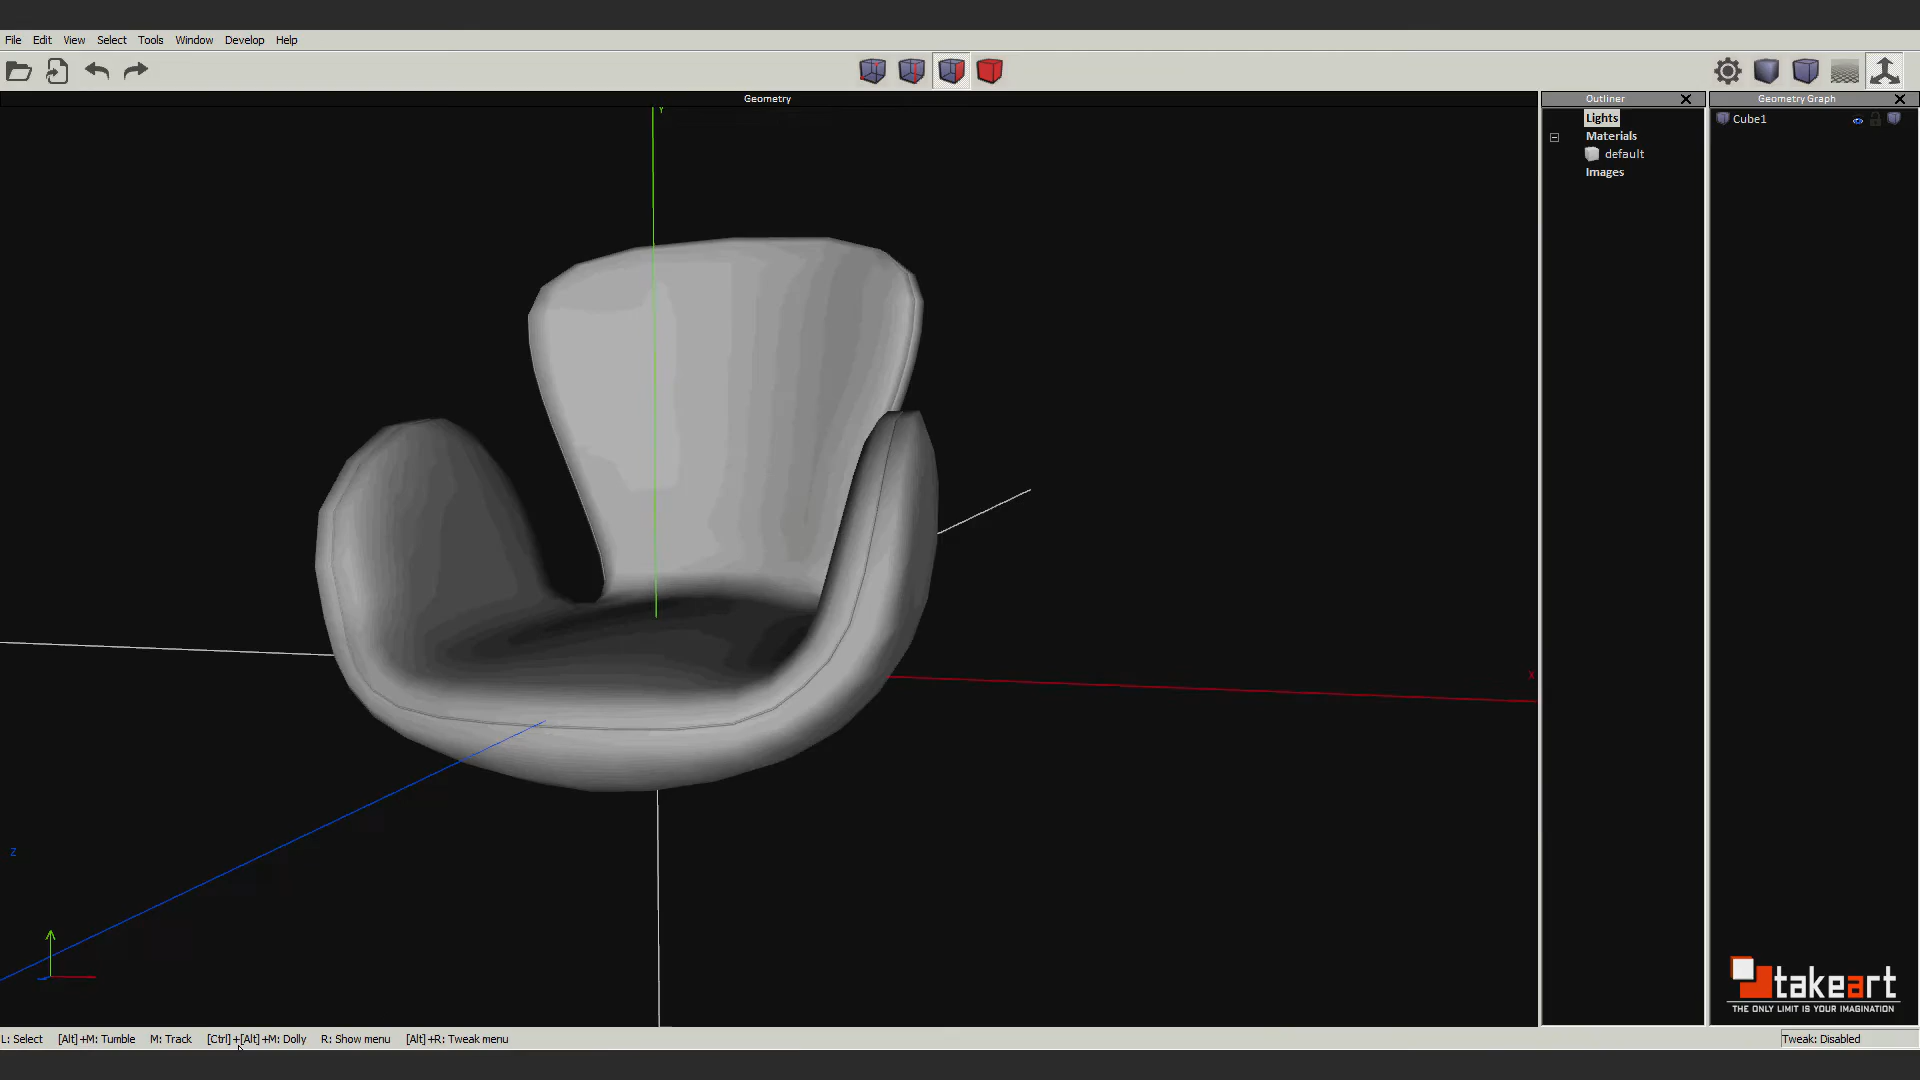 File Edit View Select Tools Window Develop Help
Geometry
Outliner
Geometry Graph
Lights
Materials
default
Images
Cube1
Y
X
Z
takeart
THE ONLY LIMIT IS YOUR IMAGINATION
L: Select [Alt]+M: Tumble M: Track [Ctrl]+[Alt]+M: Dolly R: Show menu [Alt]+R: Tweak menu
Tweak: Disabled